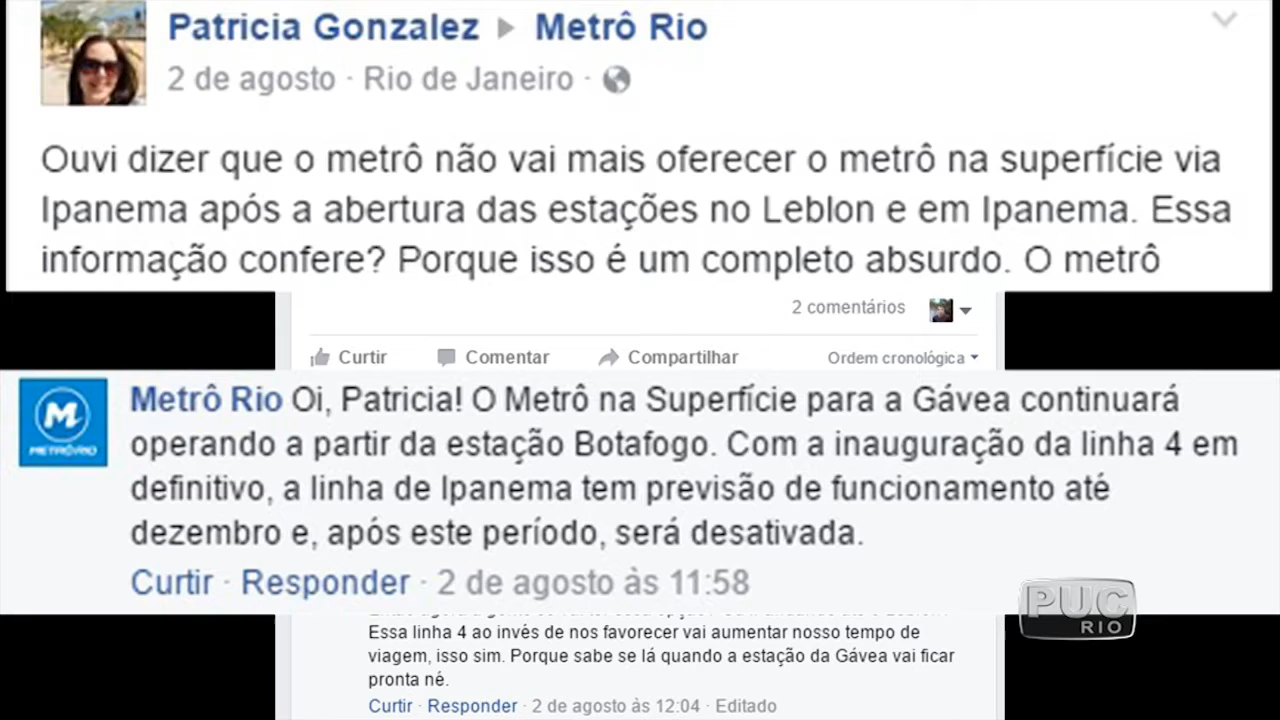 Patricia Gonzalez ▶ Metrô Rio
2 de agosto · Rio de Janeiro ·
Ouvi dizer que o metrô não vai mais oferecer o metrô na superfície via
Ipanema após a abertura das estações no Leblon e em Ipanema. Essa
informação confere? Porque isso é um completo absurdo. O metrô
2 comentários
Curtir Comentar Compartilhar Ordem cronológica
METRÔRIO
Metrô Rio Oi, Patricia! O Metrô na Superfície para a Gávea continuará
operando a partir da estação Botafogo. Com a inauguração da linha 4 em
definitivo, a linha de Ipanema tem previsão de funcionamento até
dezembro e, após este período, será desativada.
Curtir · Responder · 2 de agosto às 11:58
PUC
RIO
Essa linha 4 ao invés de nos favorecer vai aumentar nosso tempo de
viagem, isso sim. Porque sabe se lá quando a estação da Gávea vai ficar
pronta né.
Curtir · Responder · 2 de agosto às 12:04 · Editado